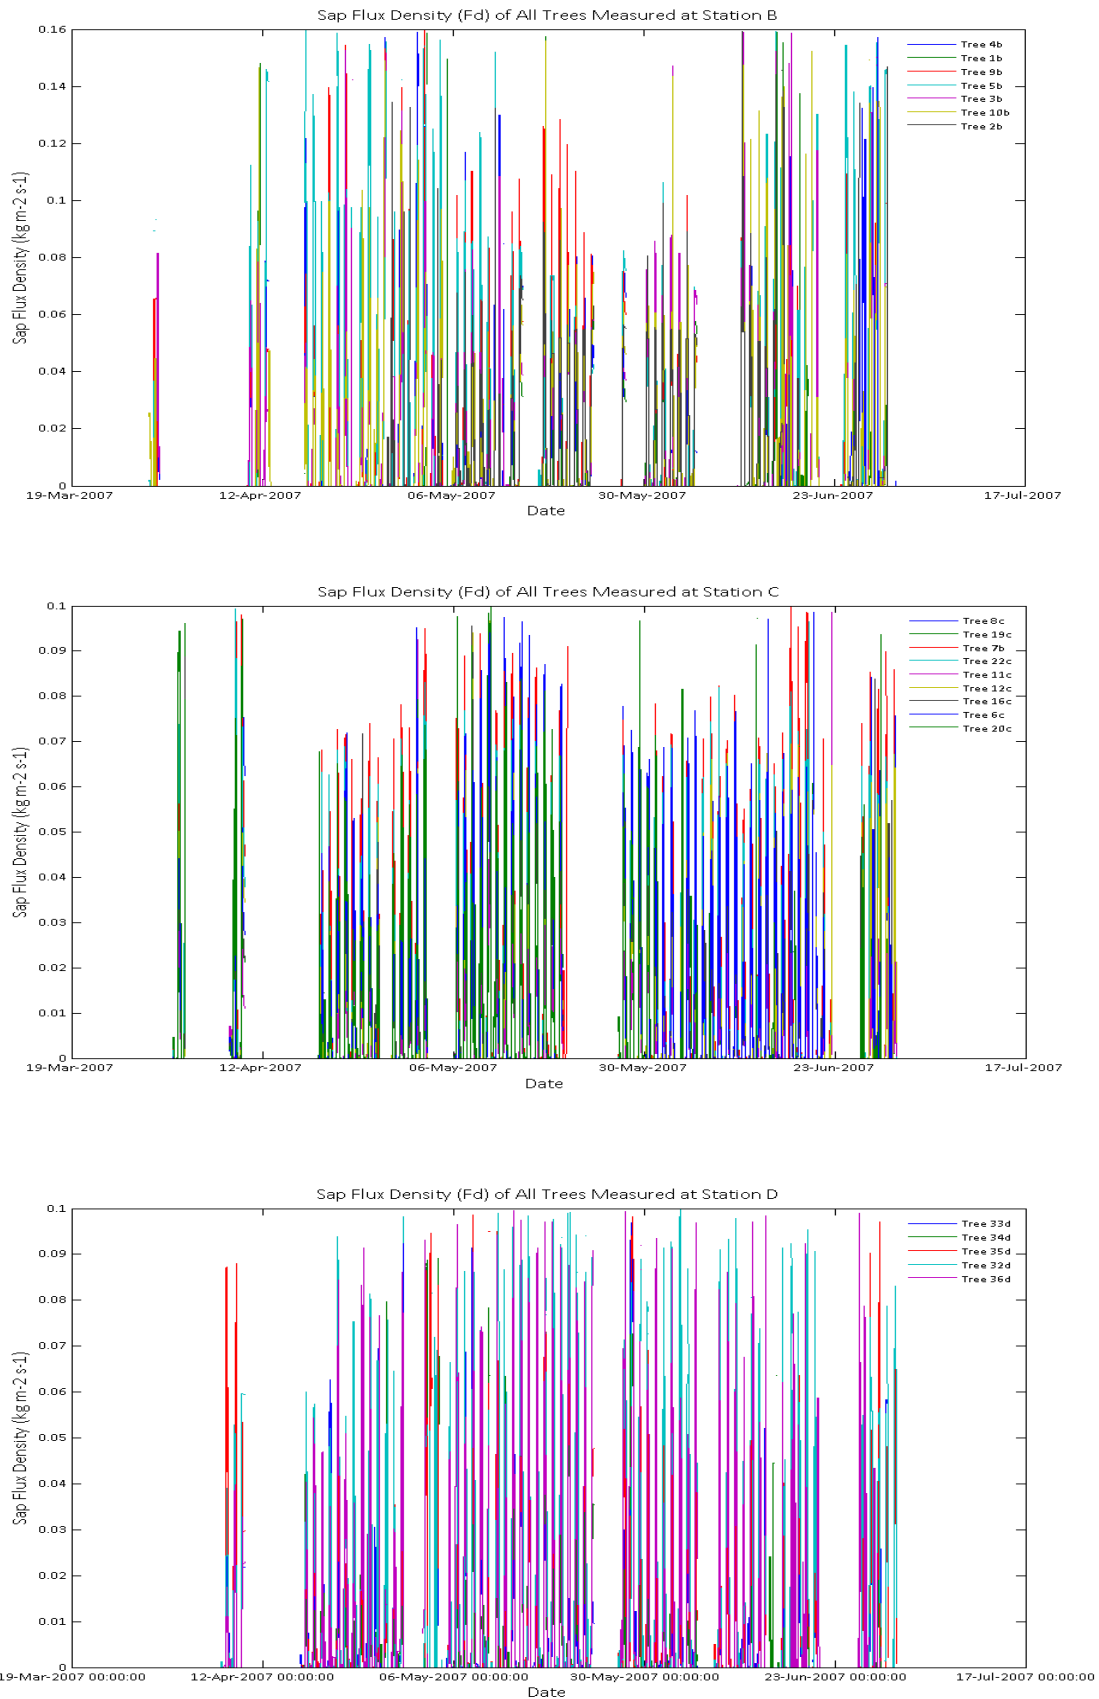 Sap Flux Density (Fd) of All Trees Measured at Station B
0.16
0.14
0.12
0.1
0.08
0.06
0.04
0.02
0
Sap Flux Density (kg m-2 s-1)
Tree 4b
Tree 1b
Tree 9b
Tree 5b
Tree 3b
Tree 10b
Tree 2b
19-Mar-2007 12-Apr-2007 06-May-2007 30-May-2007 23-Jun-2007 17-Jul-2007
Date
Sap Flux Density (Fd) of All Trees Measured at Station C
0.1
0.09
0.08
0.07
0.06
0.05
0.04
0.03
0.02
0.01
0
Sap Flux Density (kg m-2 s-1)
Tree 8c
Tree 19c
Tree 7b
Tree 22c
Tree 11c
Tree 12c
Tree 16c
Tree 6c
Tree 20c
19-Mar-2007 12-Apr-2007 06-May-2007 30-May-2007 23-Jun-2007 17-Jul-2007
Date
Sap Flux Density (Fd) of All Trees Measured at Station D
0.1
0.09
0.08
0.07
0.06
0.05
0.04
0.03
0.02
0.01
0
Sap Flux Density (kg m-2 s-1)
Tree 33d
Tree 34d
Tree 35d
Tree 32d
Tree 36d
19-Mar-2007 00:00:00 12-Apr-2007 00:00:00 06-May-2007 00:00:00 30-May-2007 00:00:00 23-Jun-2007 00:00:00 17-Jul-2007 00:00:00
Date